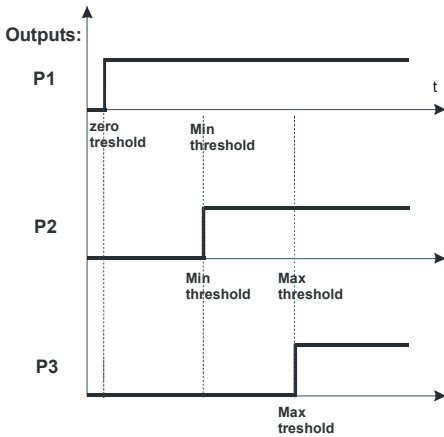 Outputs:
P1
t
zero
treshold
Min
threshold
P2
Min
threshold
Max
threshold
P3
Max
treshold